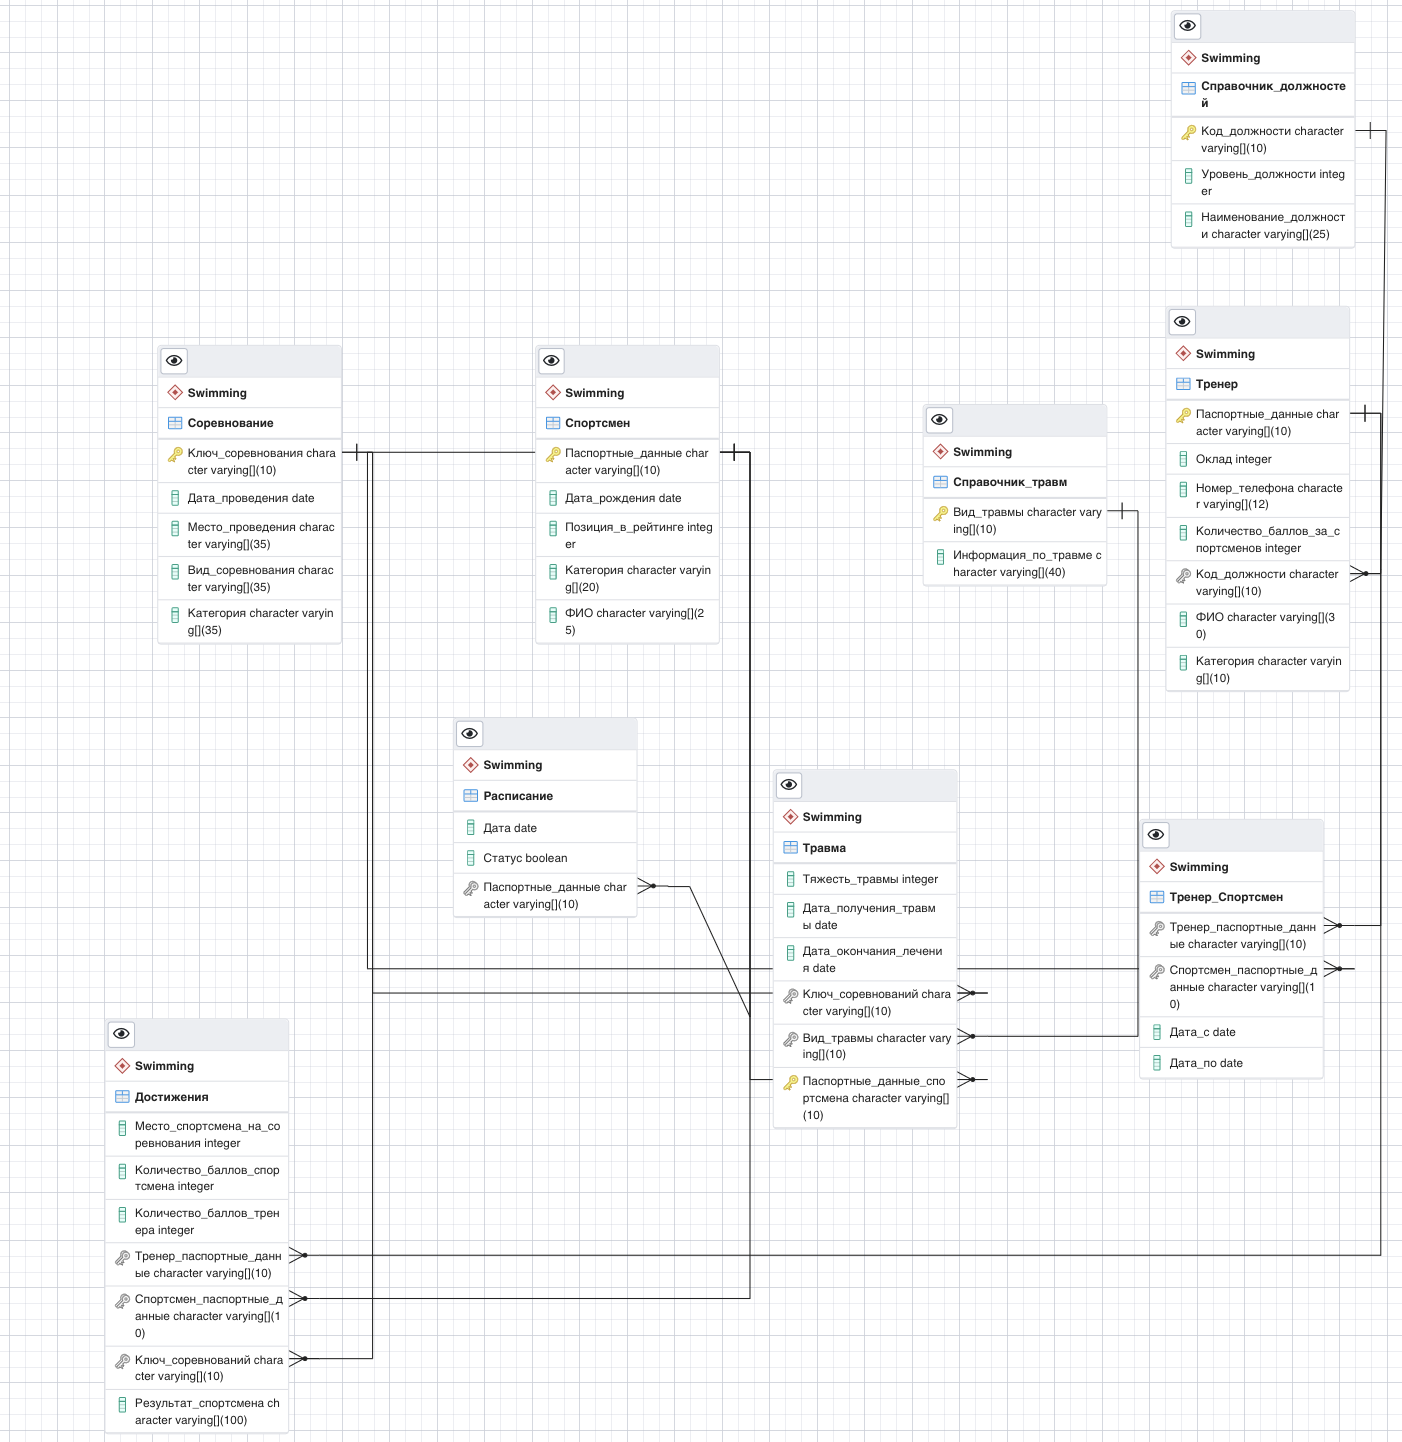 Swimming
Справочник_должносте
й
Код_должности character
varying[](10)
Уровень_должности integ
er
Наименование_должност
и character varying[](25)
Swimming
Тренер
Паспортные_данные char
acter varying[](10)
Оклад integer
Номер_телефона characte
r varying[](12)
Количество_баллов_за_с
портсменов integer
Код_должности character
varying[](10)
ФИО character varying[](3
0)
Категория character varyin
g[](10)
Swimming
Соревнование
Ключ_соревнования chara
cter varying[](10)
Дата_проведения date
Место_проведения charac
ter varying[](35)
Вид_соревнования charac
ter varying[](35)
Категория character varyin
g[](35)
Swimming
Спортсмен
Паспортные_данные char
acter varying[](10)
Дата_рождения date
Позиция_в_рейтинге integ
er
Категория character varyin
g[](20)
ФИО character varying[](2
5)
Swimming
Справочник_травм
Вид_травмы character vary
ing[](10)
Информация_по_травме c
haracter varying[](40)
Swimming
Расписание
Дата date
Статус boolean
Паспортные_данные char
acter varying[](10)
Swimming
Травма
Тяжесть_травмы integer
Дата_получения_травм
ы date
Дата_окончания_лечени
я date
Ключ_соревнований chara
cter varying[](10)
Вид_травмы character vary
ing[](10)
Паспортные_данные_спо
ртсмена character varying[]
(10)
Swimming
Тренер_Спортсмен
Тренер_паспортные_данн
ые character varying[](10)
Спортсмен_паспортные_д
анные character varying[](1
0)
Дата_с date
Дата_по date
Swimming
Достижения
Место_спортсмена_на_со
ревнования integer
Количество_баллов_спор
тсмена integer
Количество_баллов_трен
ера integer
Тренер_паспортные_данн
ые character varying[](10)
Спортсмен_паспортные_д
анные character varying[](1
0)
Ключ_соревнований chara
cter varying[](10)
Результат_спортсмена ch
aracter varying[](100)